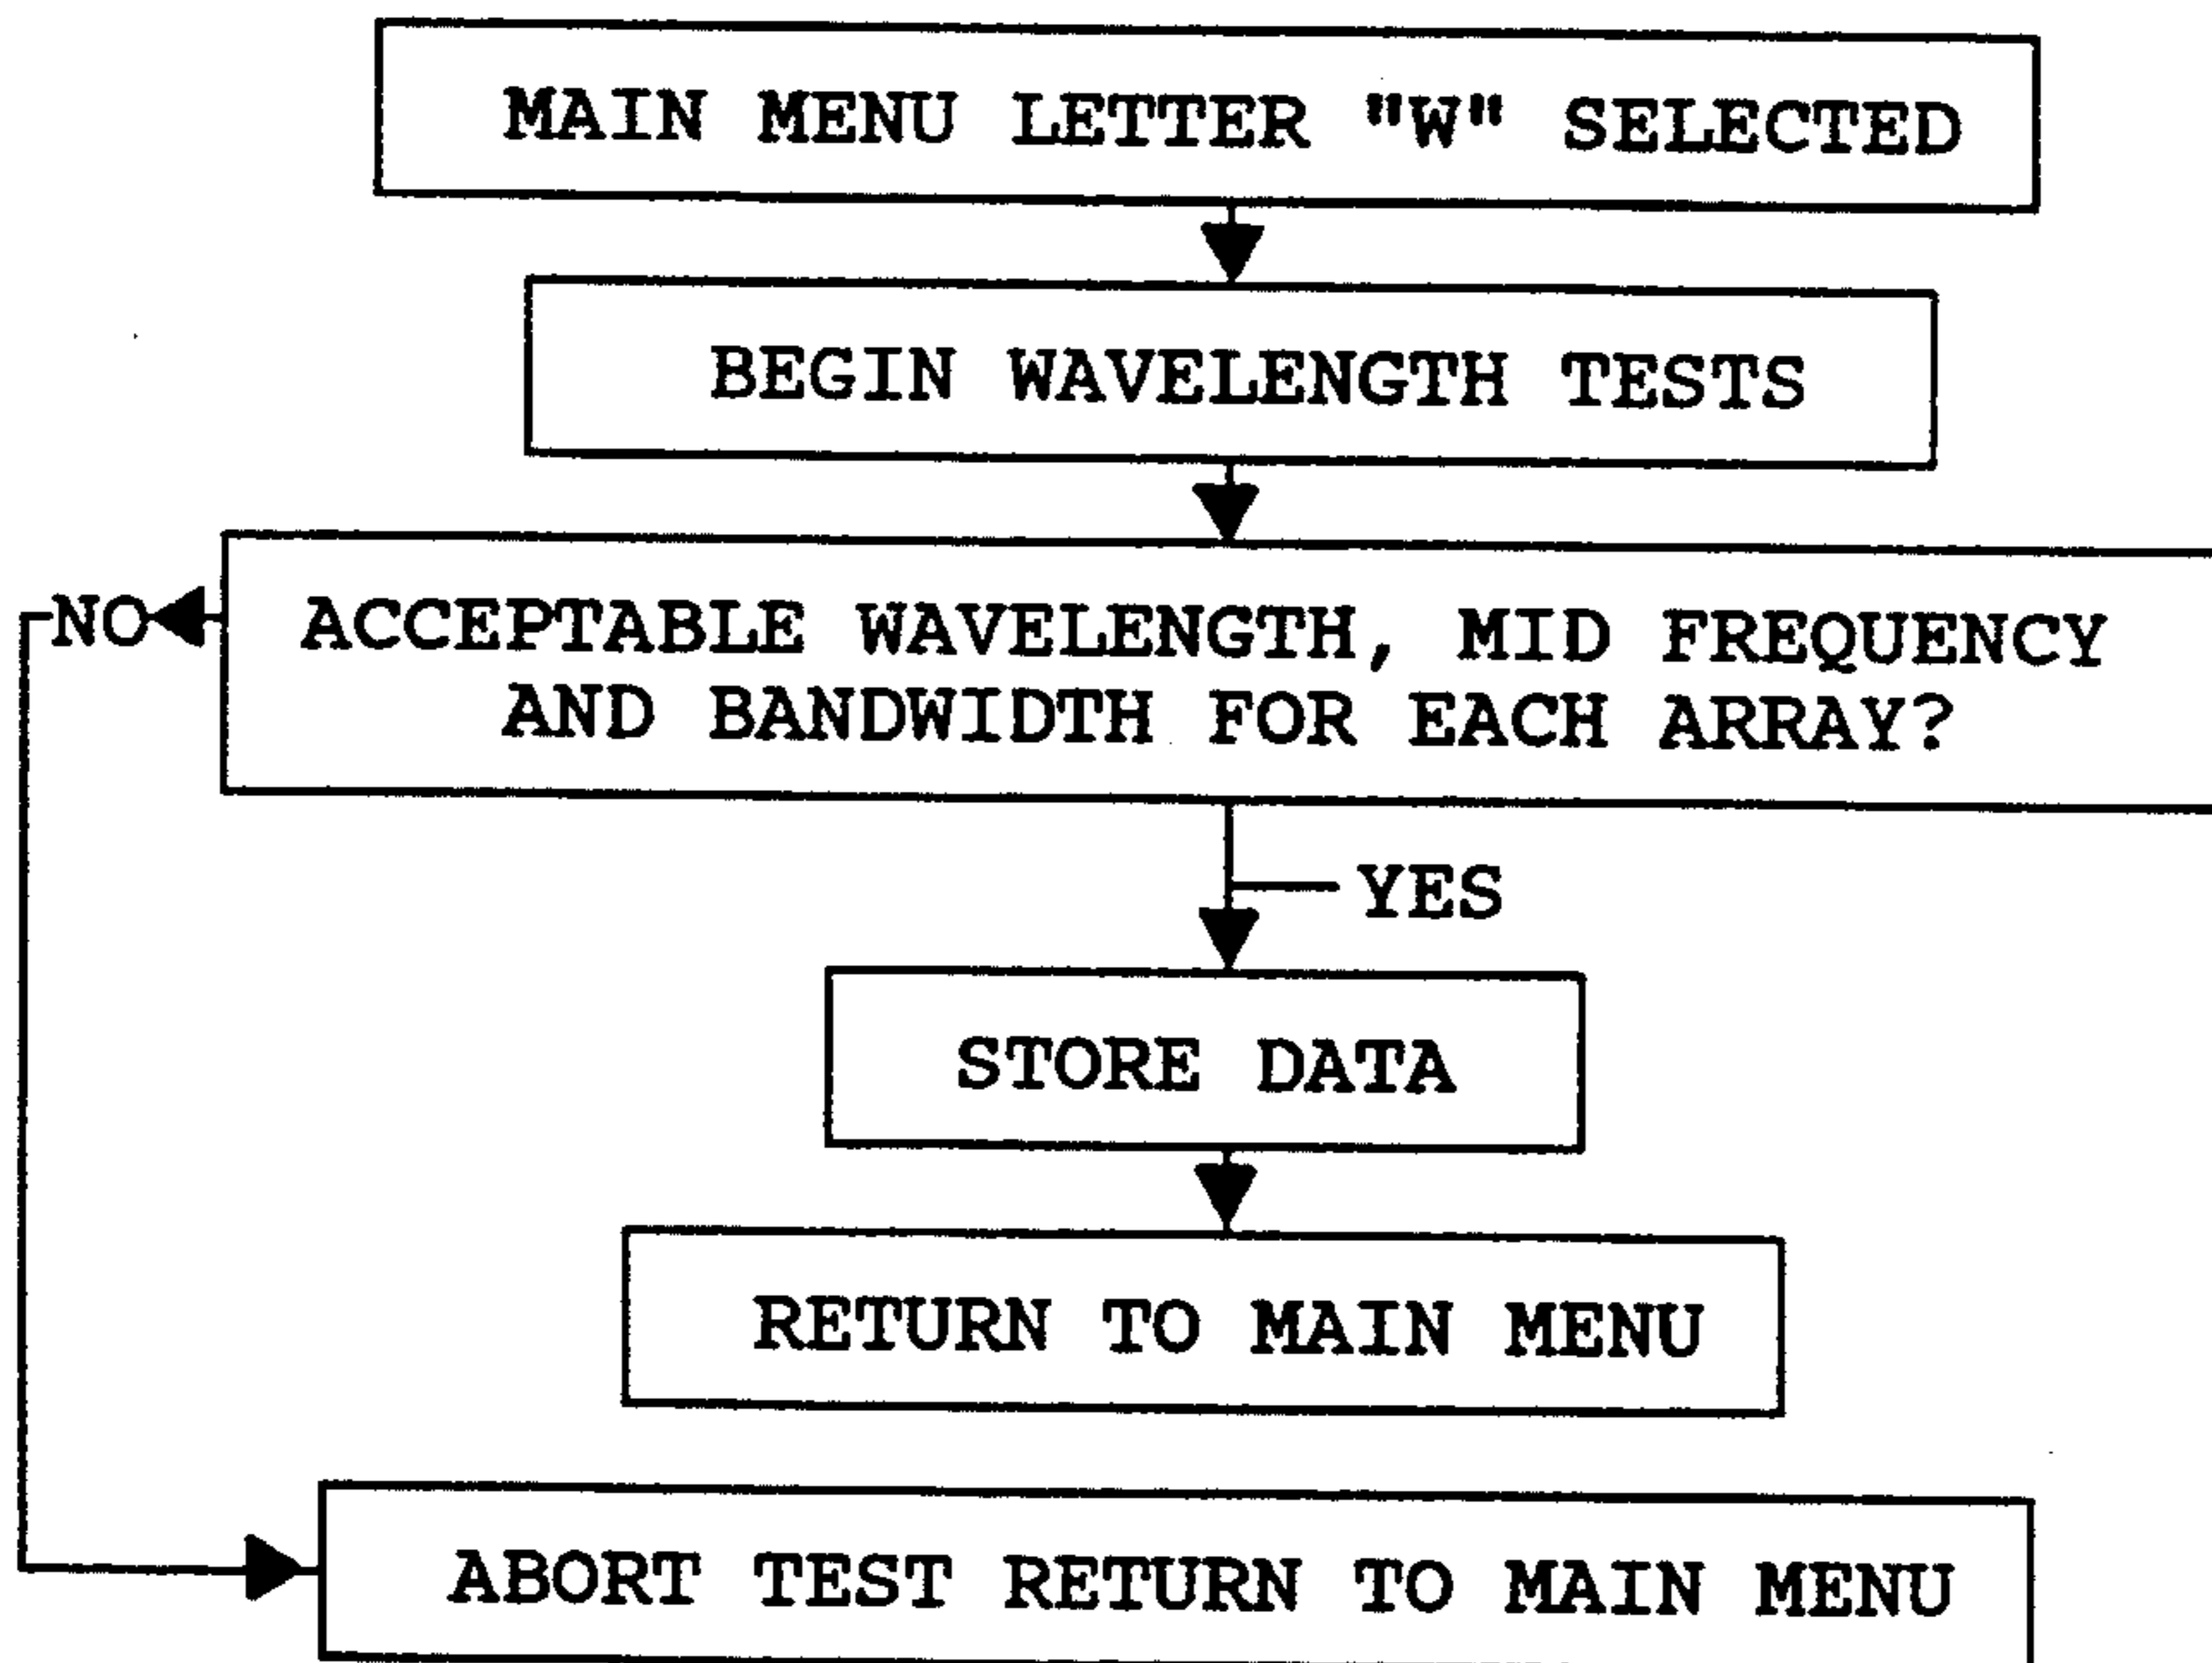 MAIN MENU LETTER "W" SELECTED
BEGIN WAVELENGTH TESTS
NO
ACCEPTABLE WAVELENGTH, MID FREQUENCY
AND BANDWIDTH FOR EACH ARRAY?
YES
STORE DATA
RETURN TO MAIN MENU
ABORT TEST RETURN TO MAIN MENU